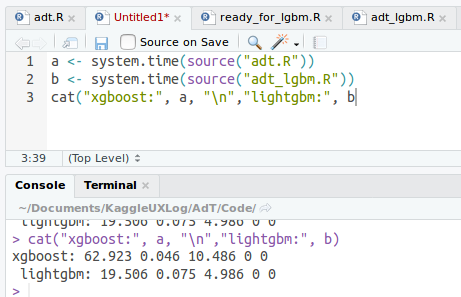 adt.R × Untitled1* × ready_for_lgbm.R × adt_lgbm.R ×
Source on Save
1 a <- system.time(source("adt.R"))
2 b <- system.time(source("adt_lgbm.R"))
3 cat("xgboost:", a, "\n","lightgbm:", b
3:39 (Top Level)
Console Terminal ×
~/Documents/KaggleUXLog/AdT/Code/
lightgbm: 19.506 0.075 4.986 0 0
> cat("xgboost:", a, "\n","lightgbm:", b)
xgboost: 62.923 0.046 10.486 0 0
lightgbm: 19.506 0.075 4.986 0 0
>